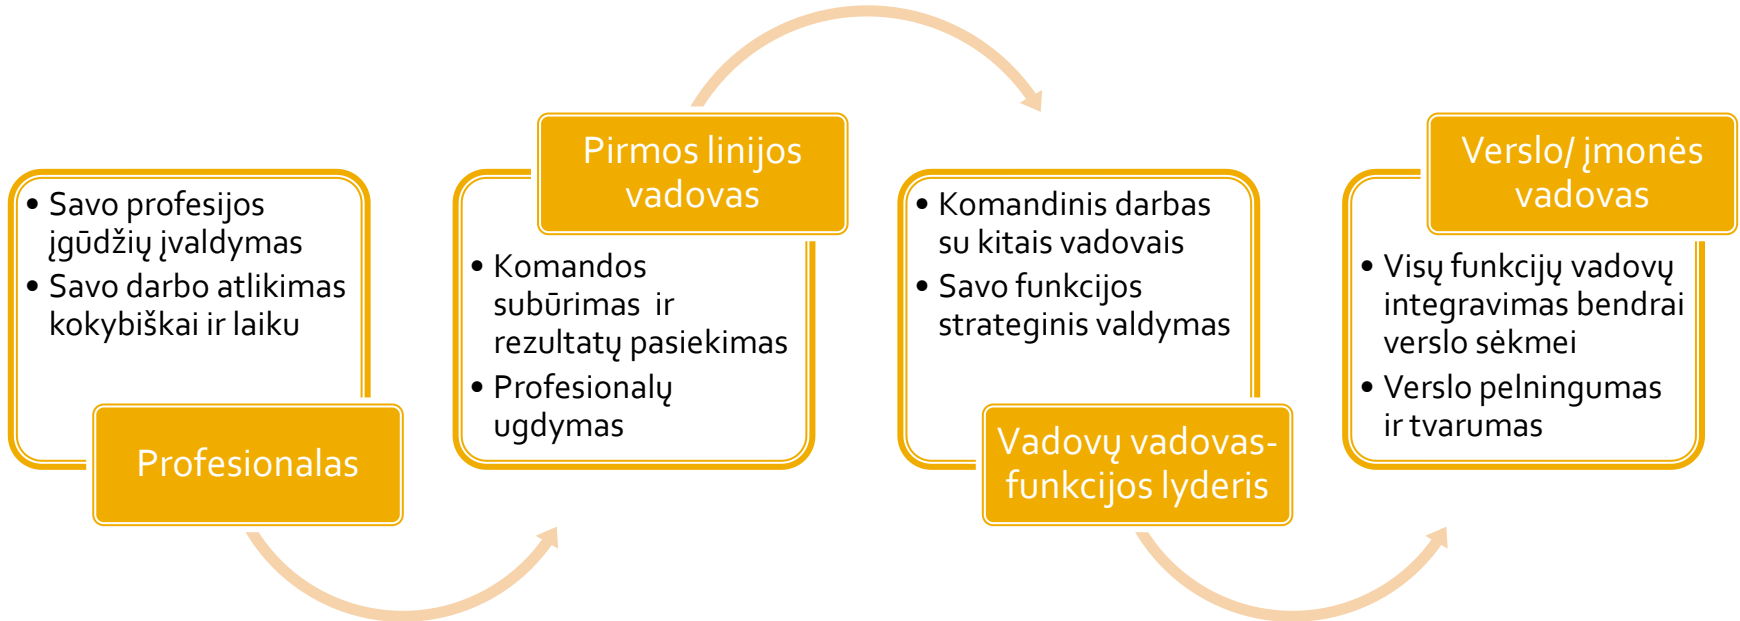 • Savo profesijos
įgūdžių įvaldymas
• Savo darbo atlikimas
kokybiškai ir laiku
Profesionalas
Pirmos linijos
vadovas
• Komandos
subūrimas ir
rezultatų pasiekimas
• Profesionalų
ugdymas
• Komandinis darbas
su kitais vadovais
• Savo funkcijos
strateginis valdymas
Vadovų vadovas-
funkcijos lyderis
Verslo/ įmonės
vadovas
• Visų funkcijų vadovų
integravimas bendrai
verslo sėkmei
• Verslo pelningumas
ir tvarumas